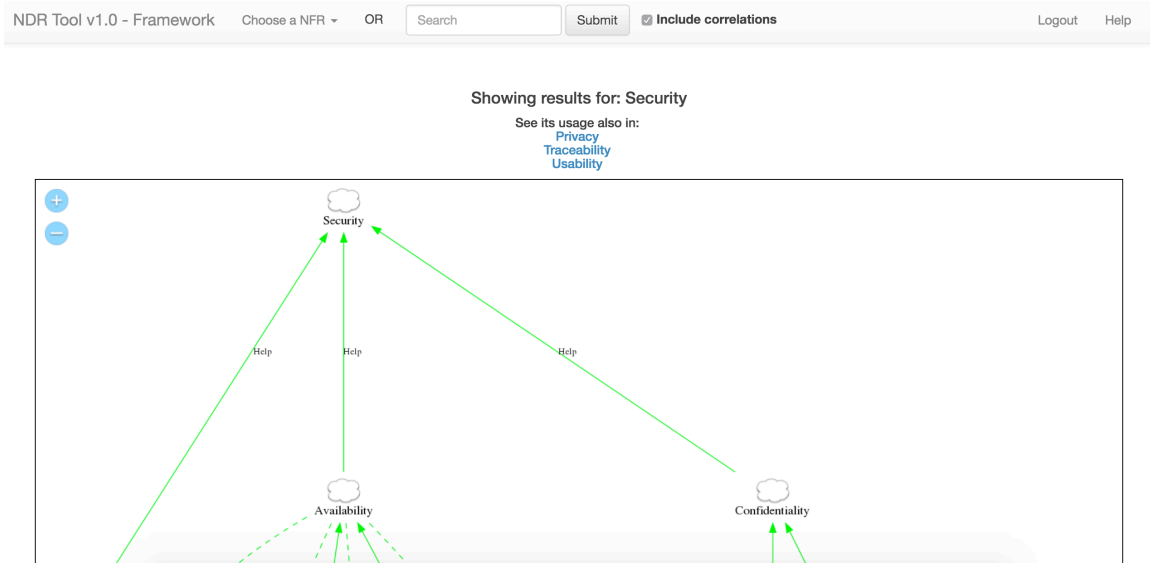 NDR Tool v1.0 - Framework Choose a NFR OR Search Submit Include correlations Logout Help
Showing results for: Security
See its usage also in:
Privacy
Traceability
Usability
Security
Help Help Help
Availability Confidentiality